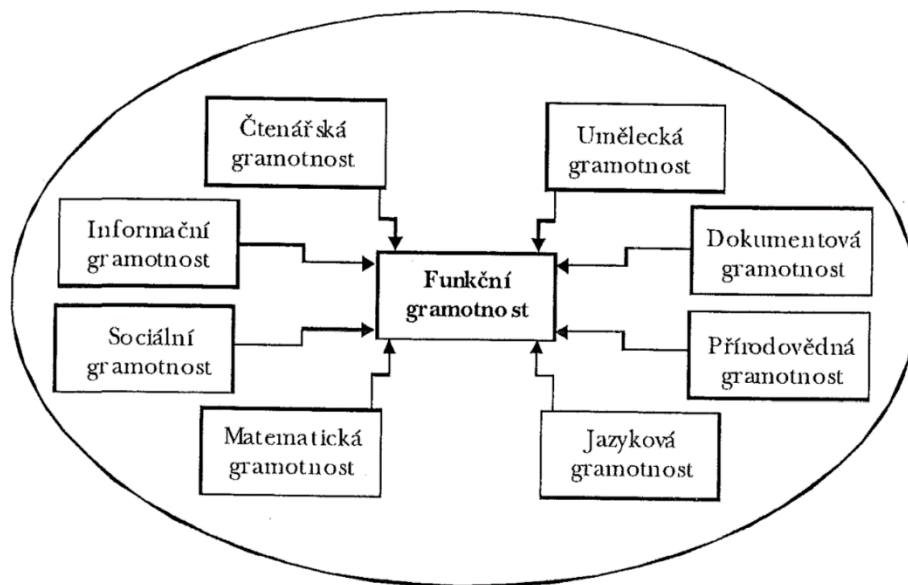 Čtenářská
gramotnost
Umělecká
gramotnost
Informační
gramotnost
Dokumentová
gramotnost
Funkční
gramotnost
Sociální
gramotnost
Přírodovědná
gramotnost
Matematická
gramotnost
Jazyková
gramotnost